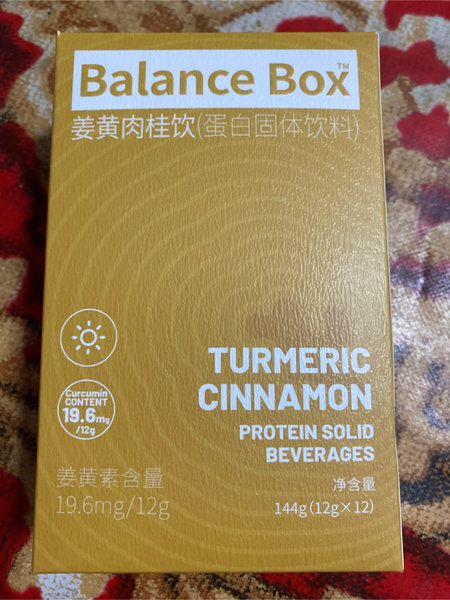 Balance Box™
姜黄肉桂饮(蛋白固体饮料)
TURMERIC
CINNAMON
PROTEIN SOLID
BEVERAGES
Curcumin
CONTENT
19.6mg
/12g
姜黄素含量
19.6mg/12g
净含量
144g(12g×12)